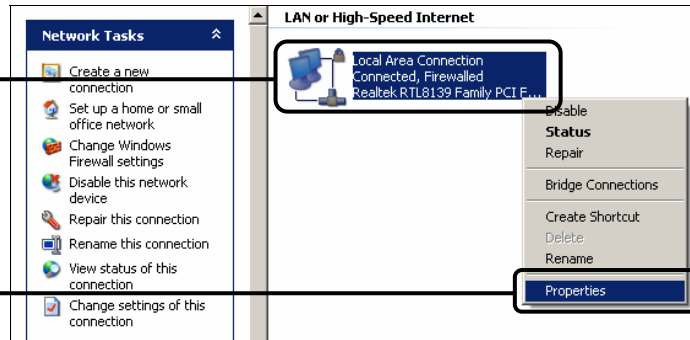 LAN or High-Speed Internet
Network Tasks
Create a new
connection
Set up a home or small
office network
Change Windows
Firewall settings
Disable this network
device
Repair this connection
Rename this connection
View status of this
connection
Change settings of this
connection
Local Area Connection
Connected, Firewalled
Realtek RTL8139 Family PCI F...
Disable
Status
Repair
Bridge Connections
Create Shortcut
Delete
Rename
Properties